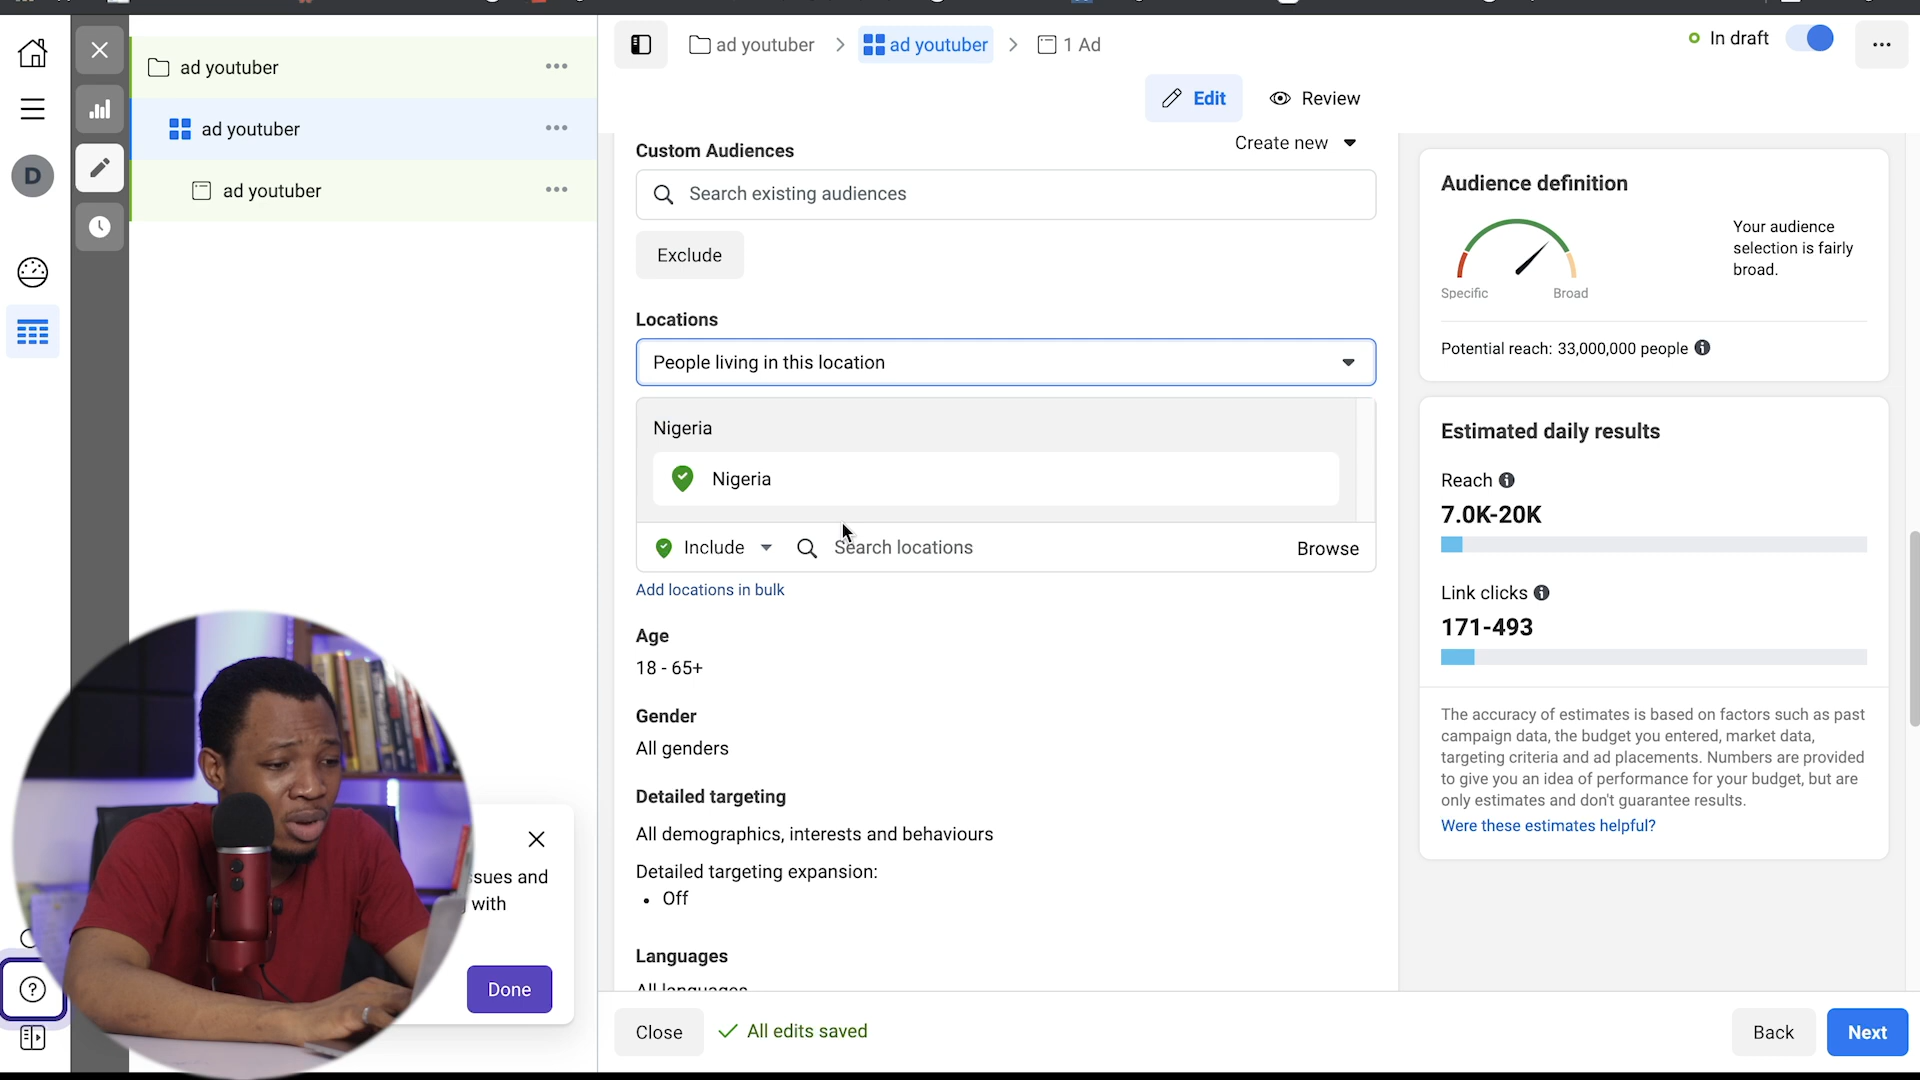 ad youtuber
ad youtuber
ad youtuber
D
ad youtuber
ad youtuber
1 Ad
In draft
Edit
Review
Custom Audiences
Create new
Search existing audiences
Exclude
Locations
People living in this location
Nigeria
Nigeria
Include
Search locations
Browse
Add locations in bulk
Age
18 - 65+
Gender
All genders
Detailed targeting
All demographics, interests and behaviours
Detailed targeting expansion:
• Off
Languages
All languages
Audience definition
Your audience
selection is fairly
broad.
Specific
Broad
Potential reach: 33,000,000 people
Estimated daily results
Reach
7.0K-20K
Link clicks
171-493
The accuracy of estimates is based on factors such as past
campaign data, the budget you entered, market data,
targeting criteria and ad placements. Numbers are provided
to give you an idea of performance for your budget, but are
only estimates and don't guarantee results.
Were these estimates helpful?
and
with
Done
Close
All edits saved
Back
Next